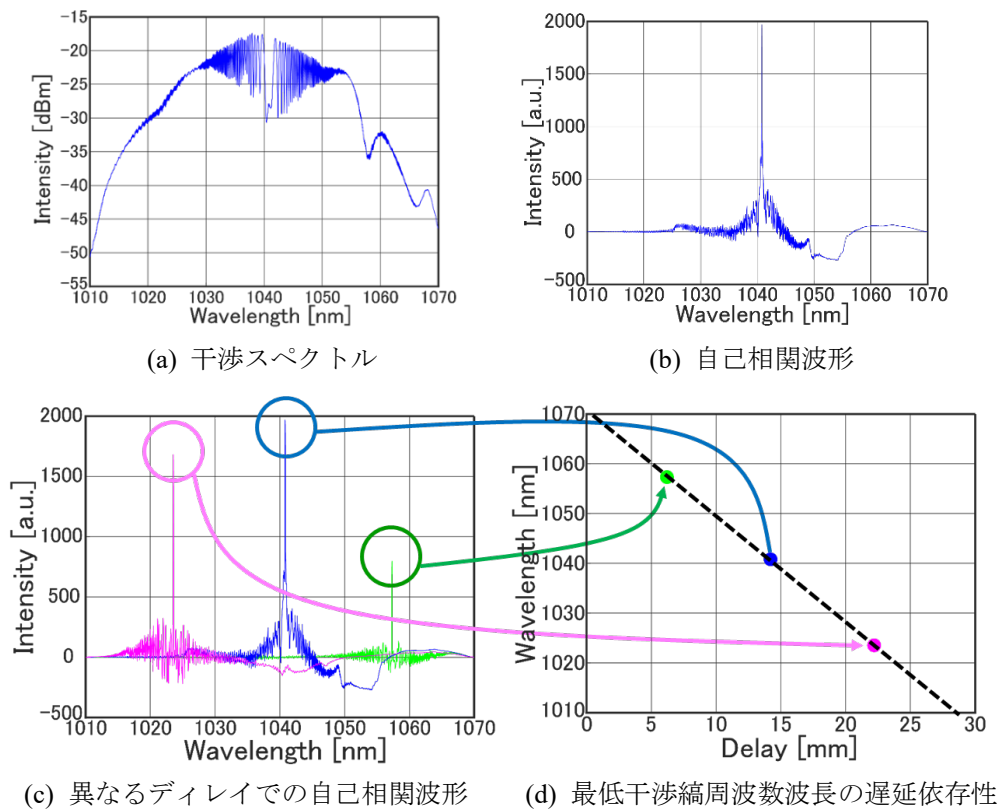 −15
−20
−25
−30
−35
−40
−45
−50
−55
Intensity [dBm]
1010 1020 1030 1040 1050 1060 1070
Wavelength [nm]
(a) 干渉スペクトル
2000
1500
1000
500
0
−500
Intensity [a.u.]
1010 1020 1030 1040 1050 1060 1070
Wavelength [nm]
(b) 自己相関波形
2000
1500
1000
500
0
−500
Intensity [a.u.]
1010 1020 1030 1040 1050 1060 1070
Wavelength [nm]
(c) 異なるディレイでの自己相関波形
1070
1060
1050
1040
1030
1020
1010
Wavelength [nm]
0 5 10 15 20 25 30
Delay [mm]
(d) 最低干渉縞周波数波長の遅延依存性